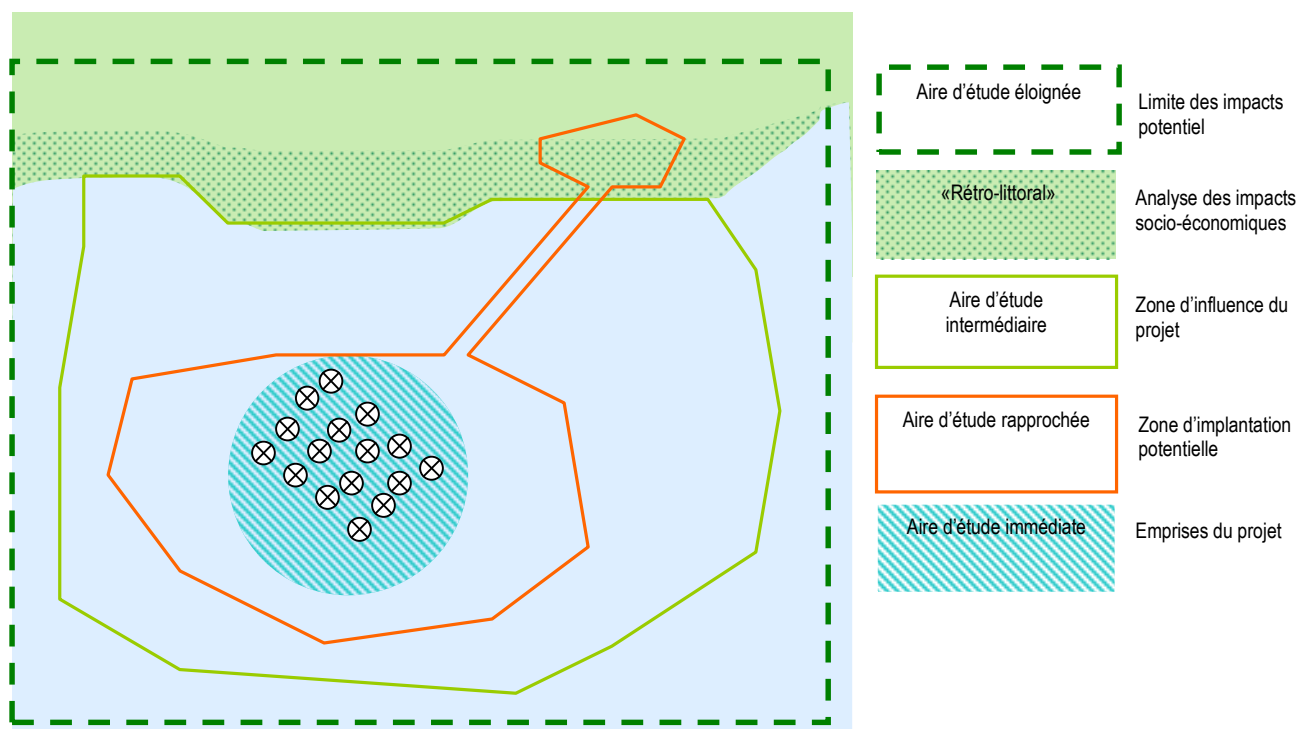 Aire d'étude éloignée
Limite des impacts
potentiel
«Rétro-littoral»
Analyse des impacts
socio-économiques
Aire d'étude
intermédiaire
Zone d'influence du
projet
Aire d'étude rapprochée
Zone d'implantation
potentielle
Aire d'étude immédiate
Emprises du projet